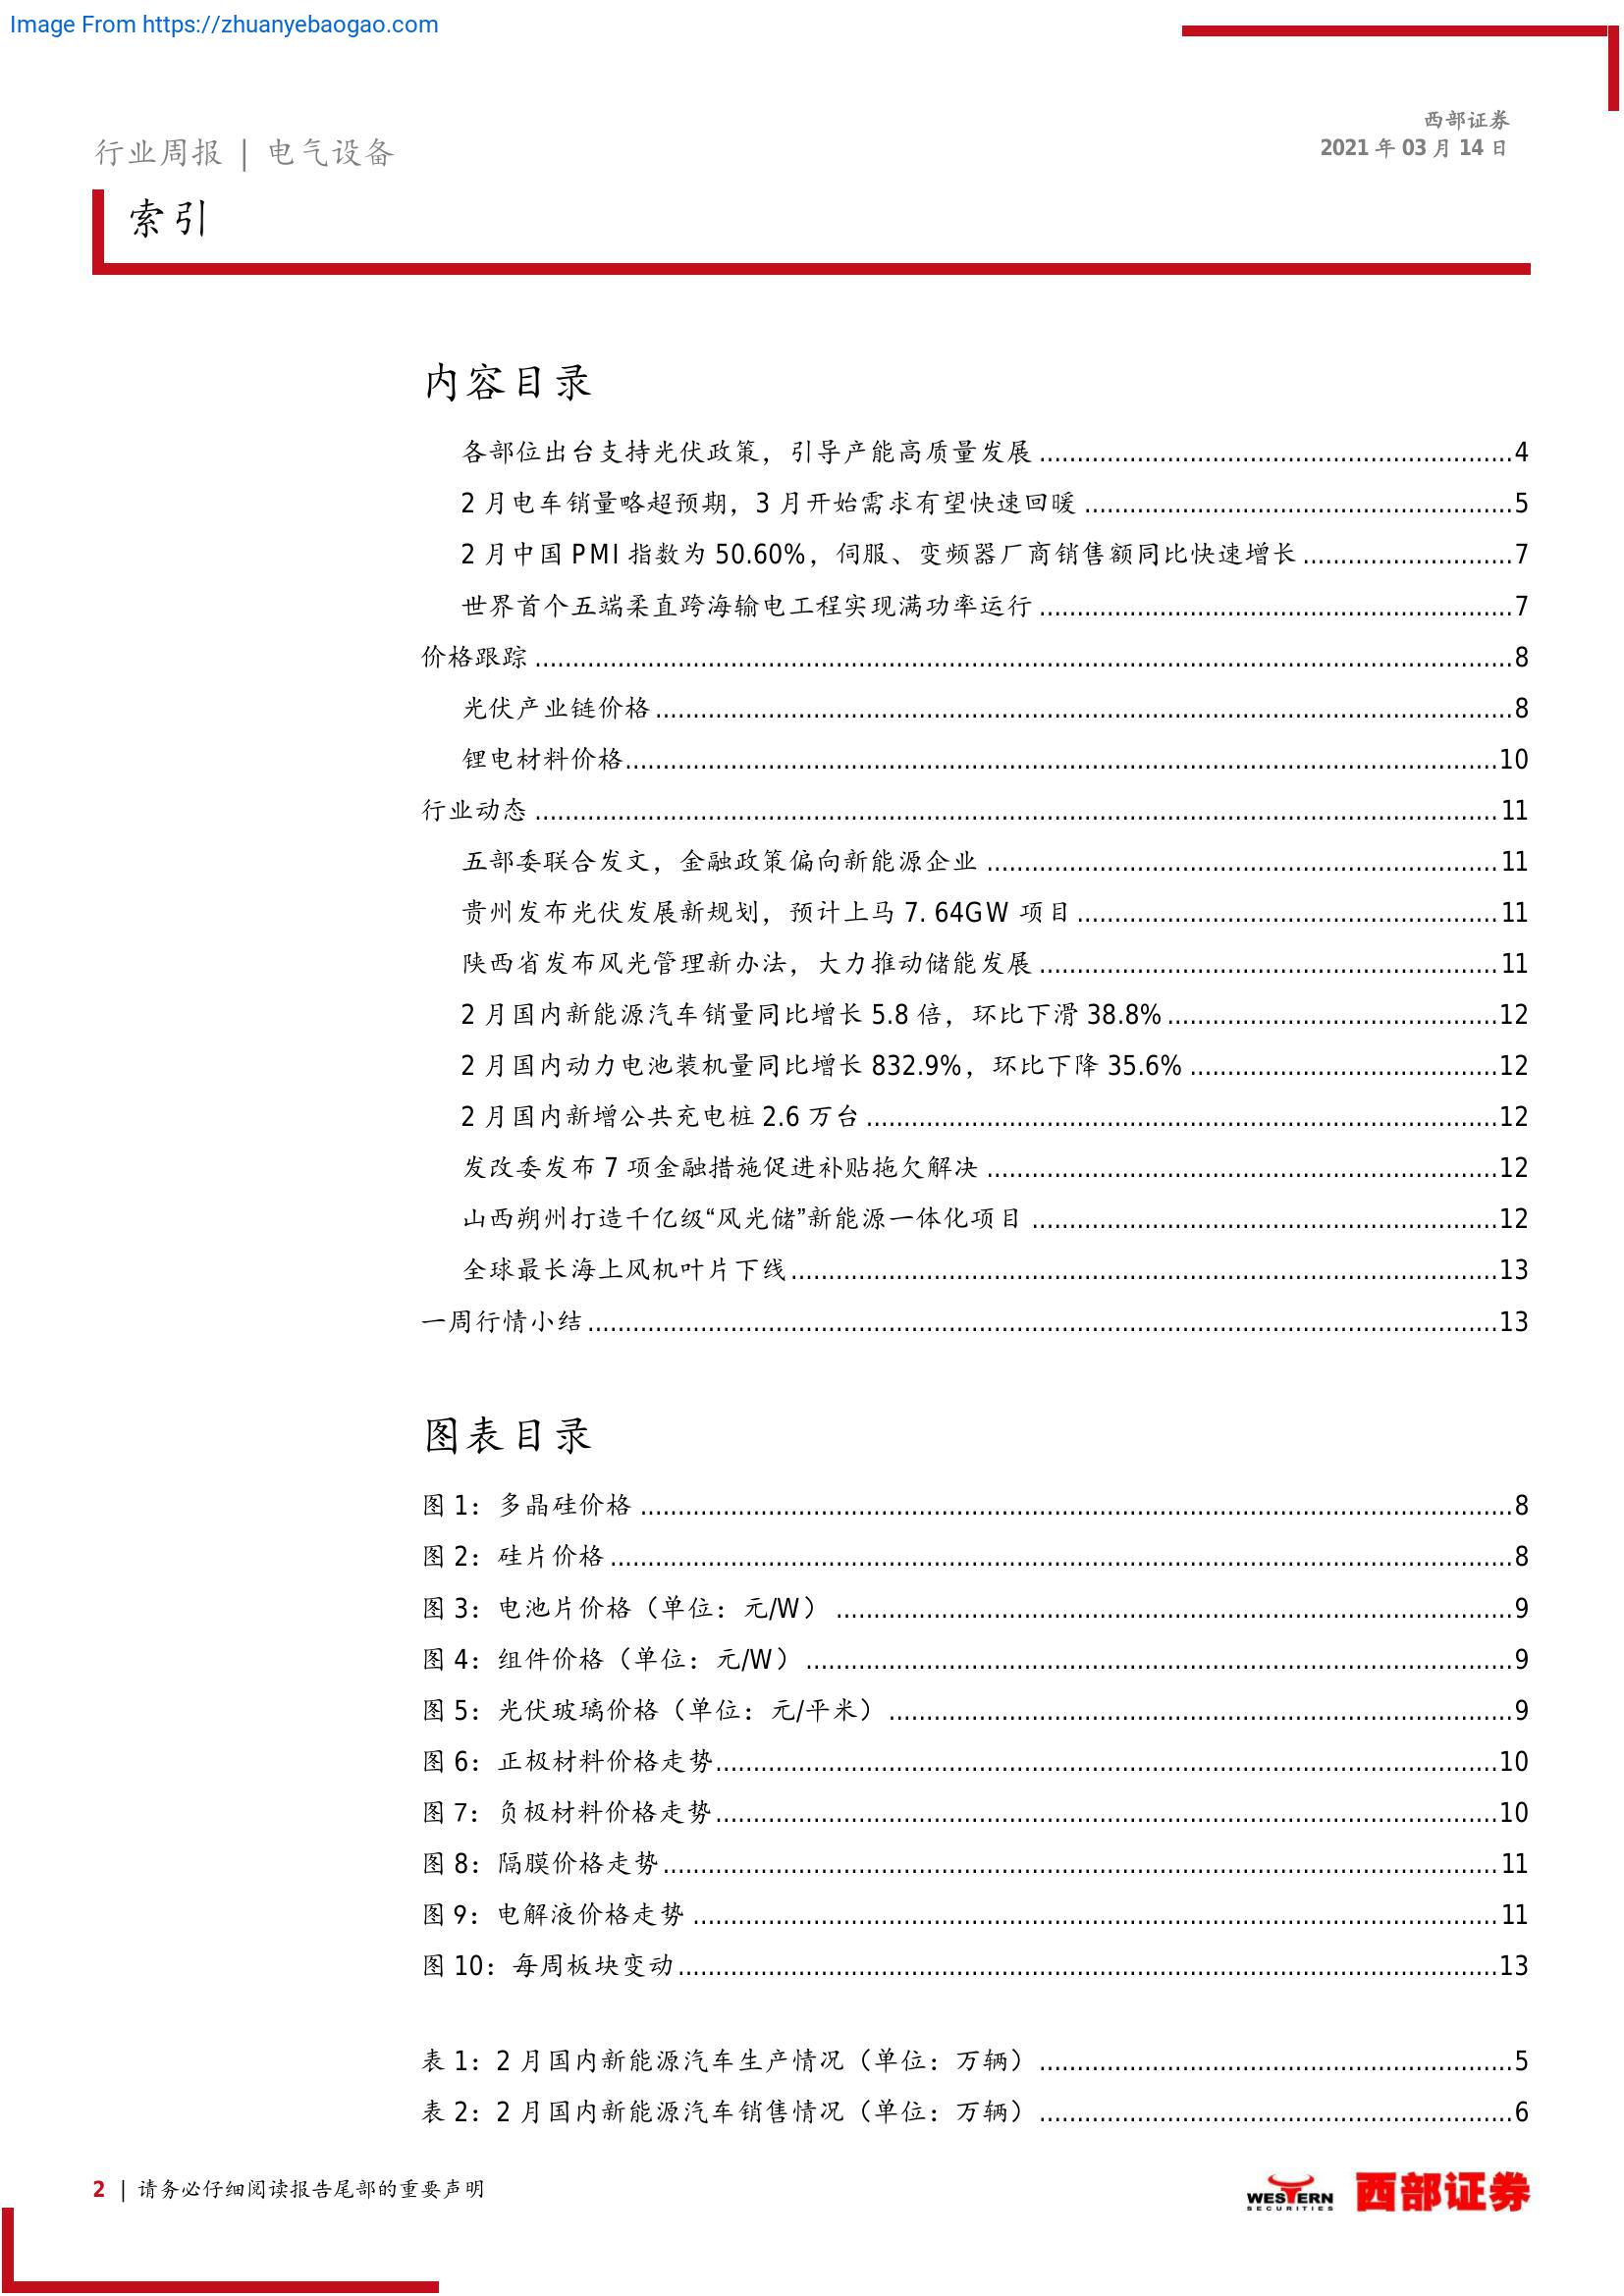 Image From https://zhuanyebaogao.com
西部证券
2021 年 03 月 14 日
行业周报 | 电气设备
索引
内容目录
各部位出台支持光伏政策，引导产能高质量发展 ........ 4
2 月电车销量略超预期，3 月开始需求有望快速回暖 ........ 5
2 月中国 PMI 指数为 50.60%，伺服、变频器厂商销售额同比快速增长 ........ 7
世界首个五端柔直跨海输电工程实现满功率运行 ........ 7
价格跟踪 ........ 8
光伏产业链价格 ........ 8
锂电材料价格 ........ 10
行业动态 ........ 11
五部委联合发文，金融政策偏向新能源企业 ........ 11
贵州发布光伏发展新规划，预计上马 7. 64GW 项目 ........ 11
陕西省发布风光管理新办法，大力推动储能发展 ........ 11
2 月国内新能源汽车销量同比增长 5.8 倍，环比下滑 38.8% ........ 12
2 月国内动力电池装机量同比增长 832.9%，环比下降 35.6% ........ 12
2 月国内新增公共充电桩 2.6 万台 ........ 12
发改委发布 7 项金融措施促进补贴拖欠解决 ........ 12
山西朔州打造千亿级“风光储”新能源一体化项目 ........ 12
全球最长海上风机叶片下线 ........ 13
一周行情小结 ........ 13
图表目录
图 1：多晶硅价格 ........ 8
图 2：硅片价格 ........ 8
图 3：电池片价格（单位：元/W） ........ 9
图 4：组件价格（单位：元/W） ........ 9
图 5：光伏玻璃价格（单位：元/平米） ........ 9
图 6：正极材料价格走势 ........ 10
图 7：负极材料价格走势 ........ 10
图 8：隔膜价格走势 ........ 11
图 9：电解液价格走势 ........ 11
图 10：每周板块变动 ........ 13
表 1：2 月国内新能源汽车生产情况（单位：万辆） ........ 5
表 2：2 月国内新能源汽车销售情况（单位：万辆） ........ 6
2 | 请务必仔细阅读报告尾部的重要声明
WESTERN
SECURITIES
西部证券